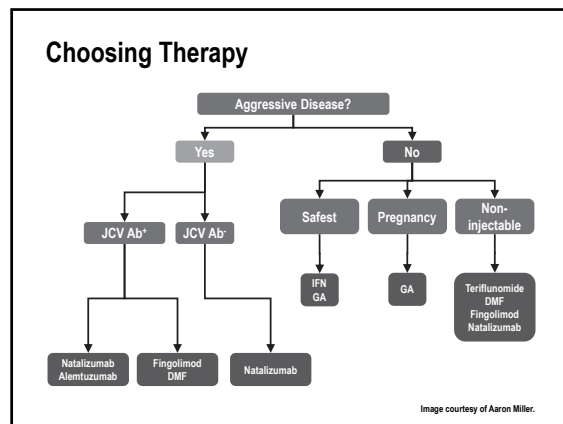 Choosing Therapy
Aggressive Disease?
Yes
No
JCV Ab⁺
JCV Ab⁻
Safest
Pregnancy
Non-
injectable
IFN
GA
GA
Teriflunomide
DMF
Fingolimod
Natalizumab
Natalizumab
Alemtuzumab
Fingolimod
DMF
Natalizumab
Image courtesy of Aaron Miller.